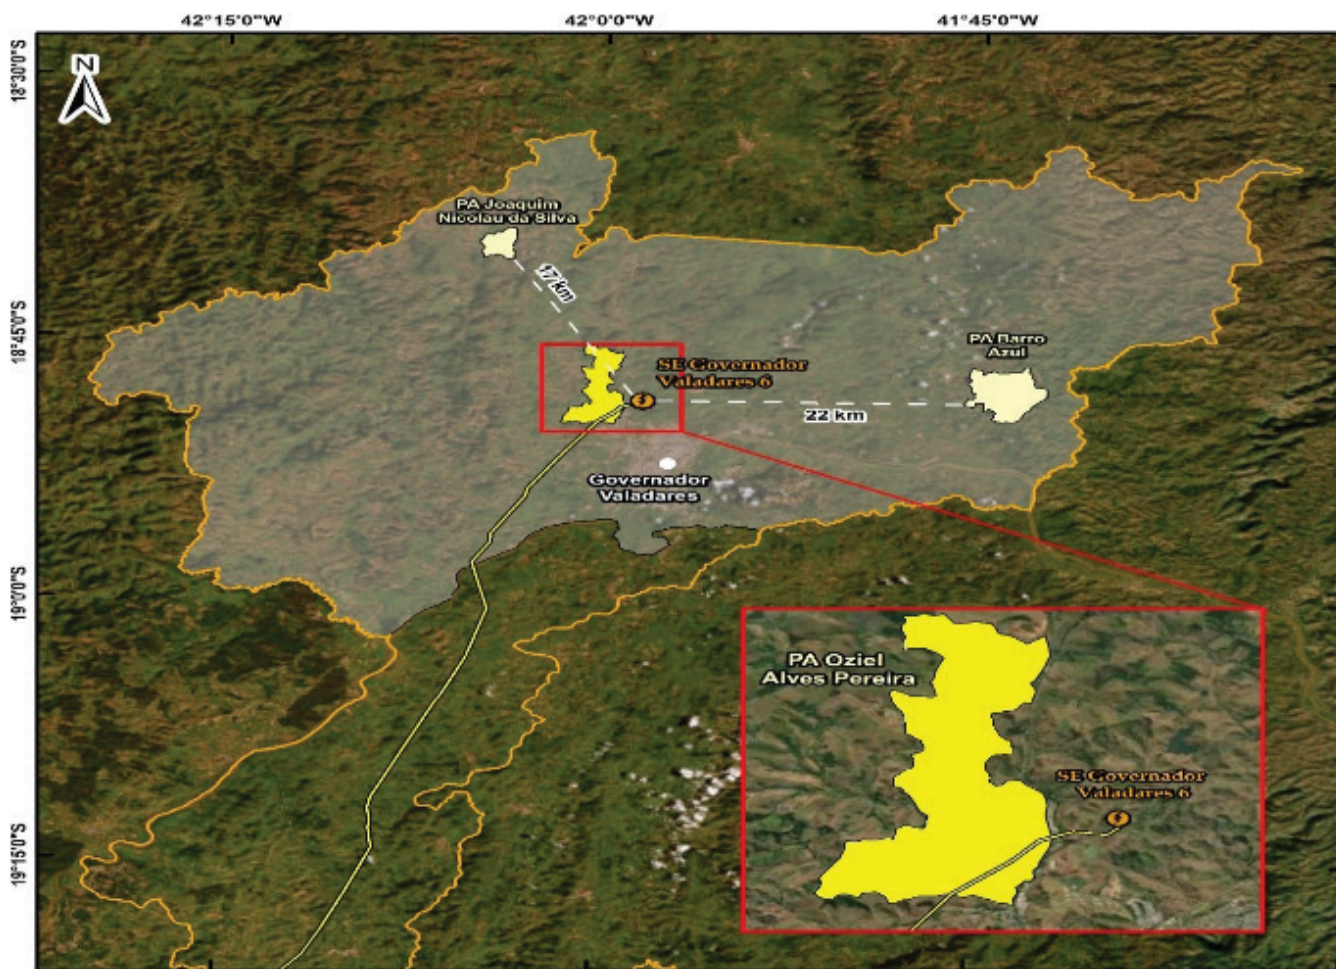 42°15'0"W
42°0'0"W
41°45'0"W
18°30'0"S
18°45'0"S
19°0'0"S
19°15'0"S
N
PA Joaquim
Nicolau da Silva
17 km
PA Barro
Azul
SE Governador
Valadares 6
22 km
Governador
Valadares
PA Oziel
Alves Pereira
SE Governador
Valadares 6